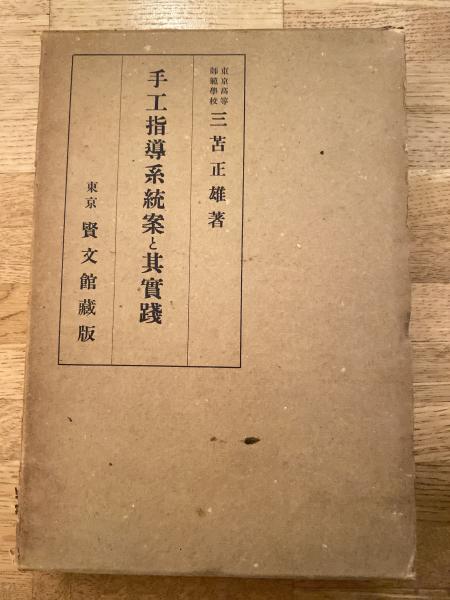 東京高等
師範學校
三苫正雄著
手工指導系統案と其實踐
東京 賢文館藏版